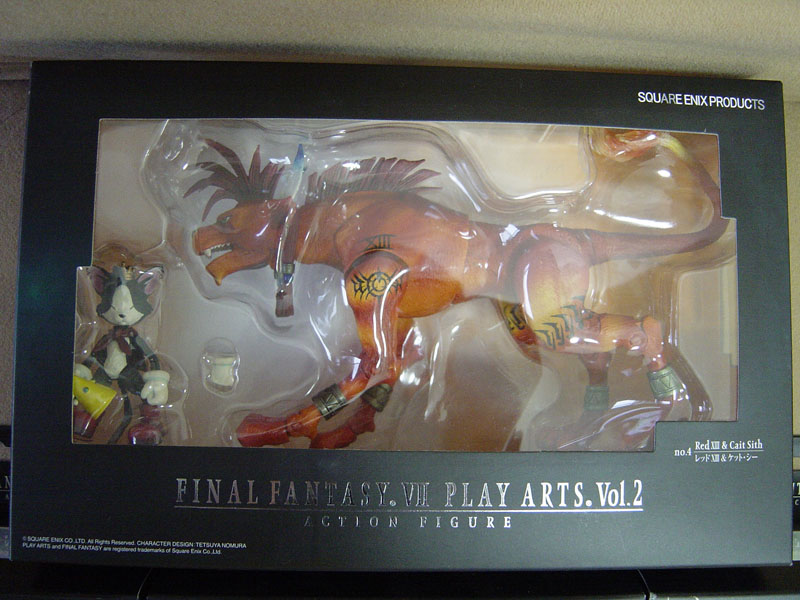 SQUARE ENIX PRODUCTS
XIII
no.4 Red XIII & Cait Sith
レッドXIII & ケット・シー
FINAL FANTASY. VII PLAY ARTS. Vol.2
ACTION FIGURE
© SQUARE ENIX CO.,LTD. All Rights Reserved. CHARACTER DESIGN: TETSUYA NOMURA
PLAY ARTS and FINAL FANTASY are registered trademarks of Square Enix Co.,Ltd.